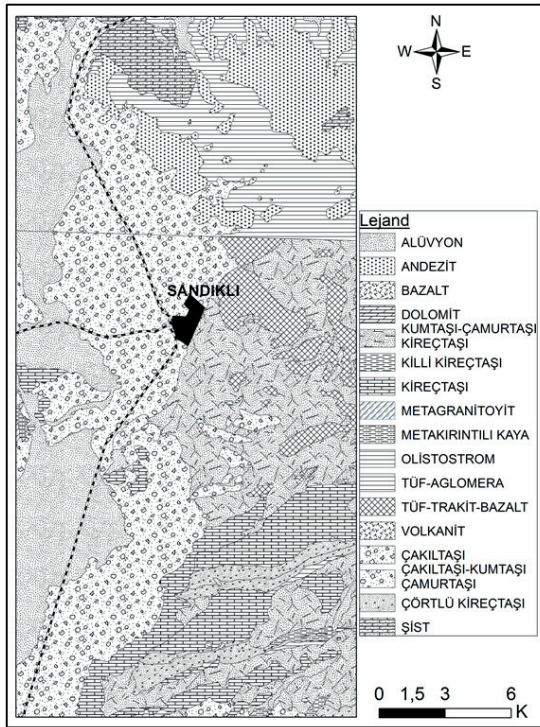 N
W E
S
SANDIKLI
Lejand
ALÜVYON
ANDEZİT
BAZALT
DOLOMİT
KUMTAŞI-ÇAMURTAŞI
KİREÇTAŞI
KİLLİ KİREÇTAŞI
KİREÇTAŞI
METAGRANİTOYİT
METAKIRINTILI KAYA
OLİSTOSTROM
TÜF-AGLOMERA
TÜF-TRAKİT-BAZALT
VOLKANİT
ÇAKILTAŞI
ÇAKILTAŞI-KUMTAŞI
ÇAMURTAŞI
ÇÖRTLÜ KİREÇTAŞI
ŞİST
0 1,5 3 6
K